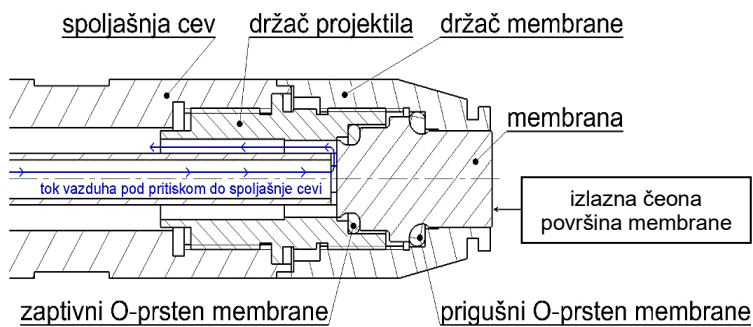 spoljašnja cev
držač projektila
držač membrane
membrana
tok vazduha pod pritiskom do spoljašnje cevi
izlazna čeona
površina membrane
zaptivni O-prsten membrane
prigušni O-prsten membrane